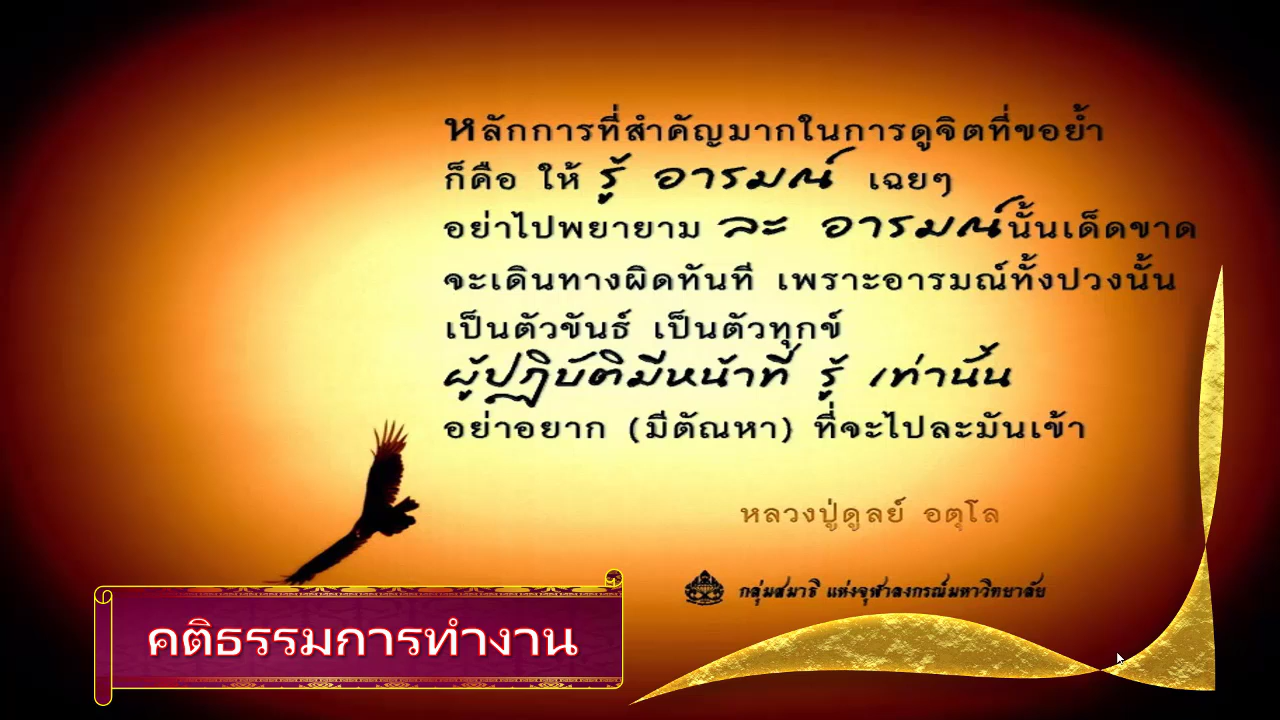 หลักการที่สำคัญมากในการดูจิตที่ขอย้ำ
ก็คือ ให้ รู้ อารมณ์ เฉยๆ
อย่าไปพยายาม ละ อารมณ์นั้นเด็ดขาด
จะเดินทางผิดทันที เพราะอารมณ์ทั้งปวงนั้น
เป็นตัวขันธ์ เป็นตัวทุกข์
ผู้ปฏิบัติมีหน้าที่ รู้ เท่านั้น
อย่าอยาก (มีตัณหา) ที่จะไปละมันเข้า
หลวงปู่ดูลย์ อตุโล
กลุ่มสมาธิ แห่งจุฬาลงกรณ์มหาวิทยาลัย
คติธรรมการทำงาน